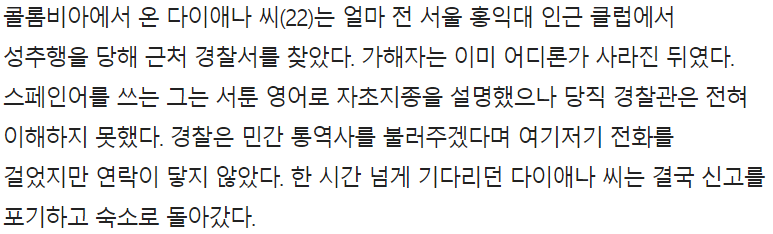 콜롬비아에서 온 다이애나 씨(22)는 얼마 전 서울 홍익대 인근 클럽에서
성추행을 당해 근처 경찰서를 찾았다. 가해자는 이미 어디론가 사라진 뒤였다.
스페인어를 쓰는 그는 서툰 영어로 자초지종을 설명했으나 당직 경찰관은 전혀
이해하지 못했다. 경찰은 민간 통역사를 불러주겠다며 여기저기 전화를
걸었지만 연락이 닿지 않았다. 한 시간 넘게 기다리던 다이애나 씨는 결국 신고를
포기하고 숙소로 돌아갔다.